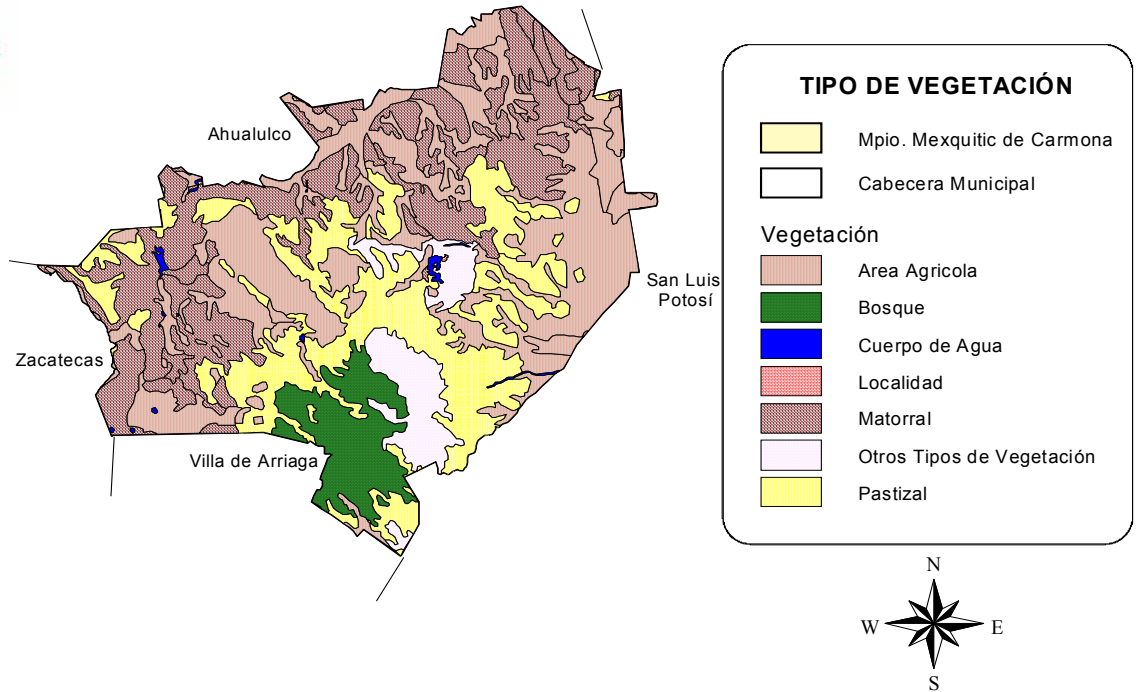 Ahualulco
San Luis
Potosí
Zacatecas
Villa de Arriaga
TIPO DE VEGETACIÓN
Mpio. Mexquitic de Carmona
Cabecera Municipal
Vegetación
Area Agricola
Bosque
Cuerpo de Agua
Localidad
Matorral
Otros Tipos de Vegetación
Pastizal
N
W E
S